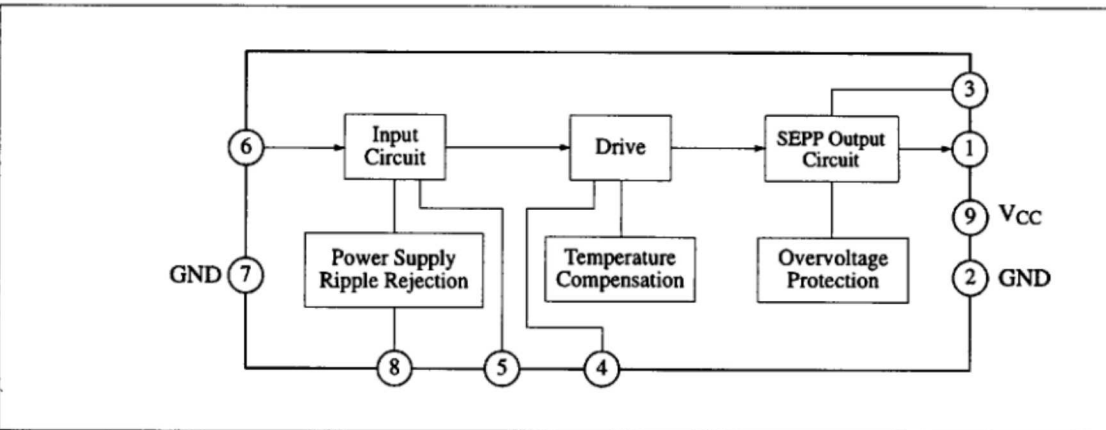 3
Input
Circuit
Drive
SEPP Output
Circuit
6
1
9 VCC
Power Supply
Ripple Rejection
Temperature
Compensation
Overvoltage
Protection
GND 7
2 GND
8
5
4